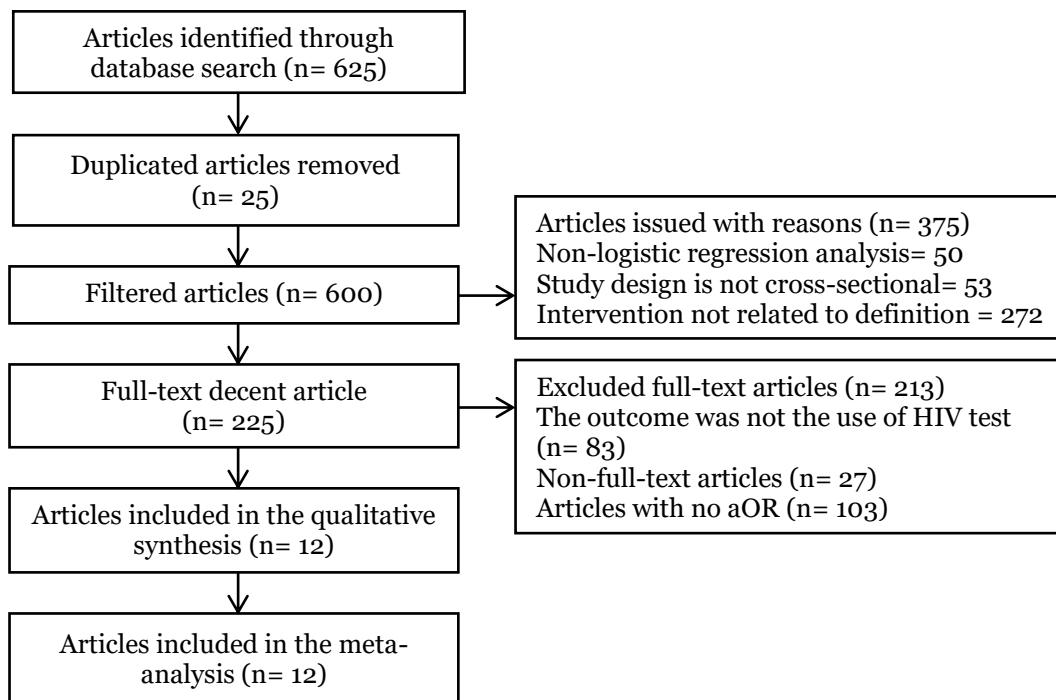 Articles identified through
database search (n= 625)
Duplicated articles removed
(n= 25)
Filtered articles (n= 600)
Articles issued with reasons (n= 375)
Non-logistic regression analysis= 50
Study design is not cross-sectional= 53
Intervention not related to definition = 272
Full-text decent article
(n= 225)
Excluded full-text articles (n= 213)
The outcome was not the use of HIV test
(n= 83)
Non-full-text articles (n= 27)
Articles with no aOR (n= 103)
Articles included in the qualitative
synthesis (n= 12)
Articles included in the meta-
analysis (n= 12)